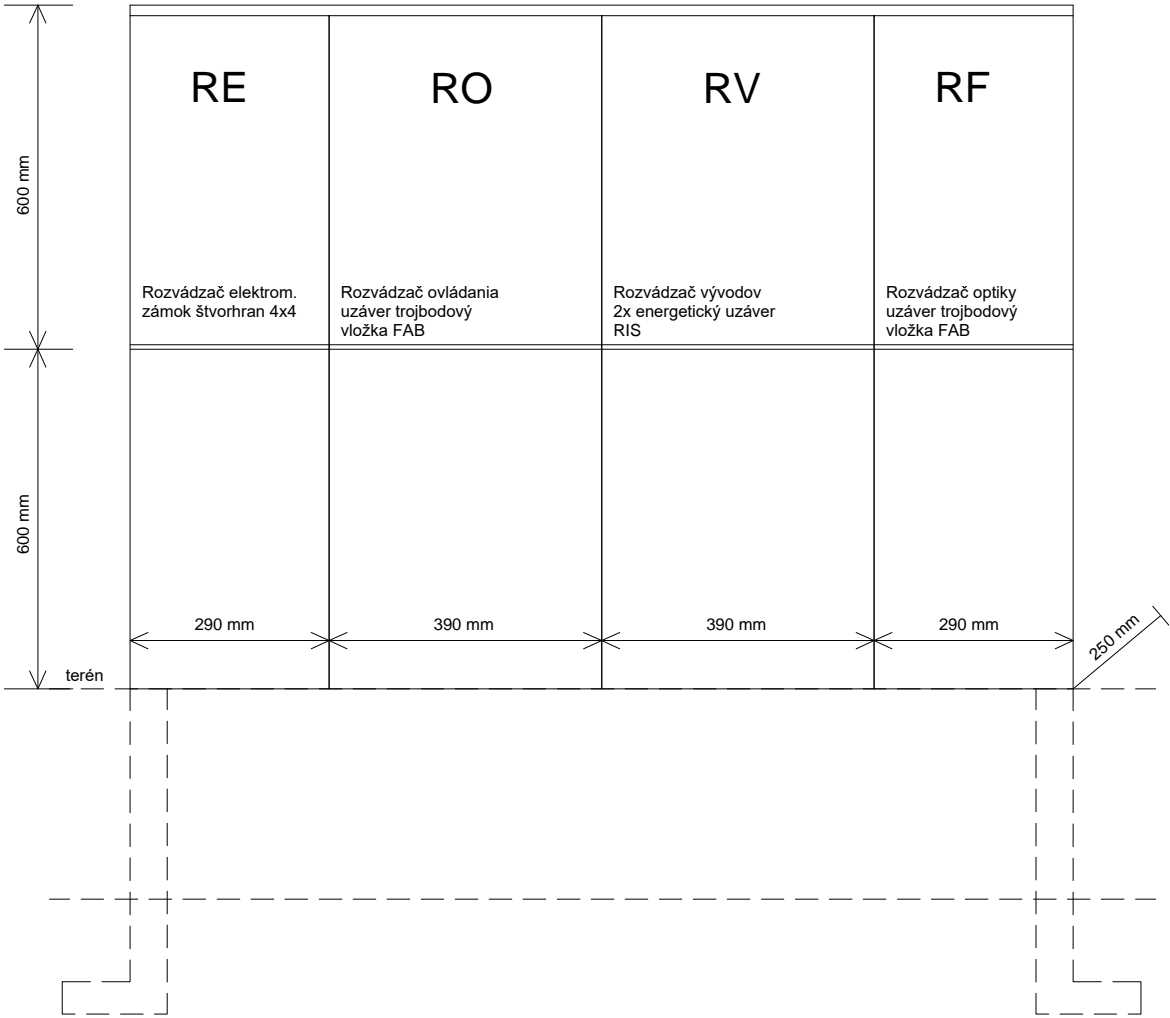 RE
RO
RV
RF
600 mm
Rozvádzač elektrom.
zámok štvorhran 4x4
Rozvádzač ovládania
uzáver trojbodový
vložka FAB
Rozvádzač vývodov
2x energetický uzáver
RIS
Rozvádzač optiky
uzáver trojbodový
vložka FAB
600 mm
290 mm
390 mm
390 mm
290 mm
250 mm
terén